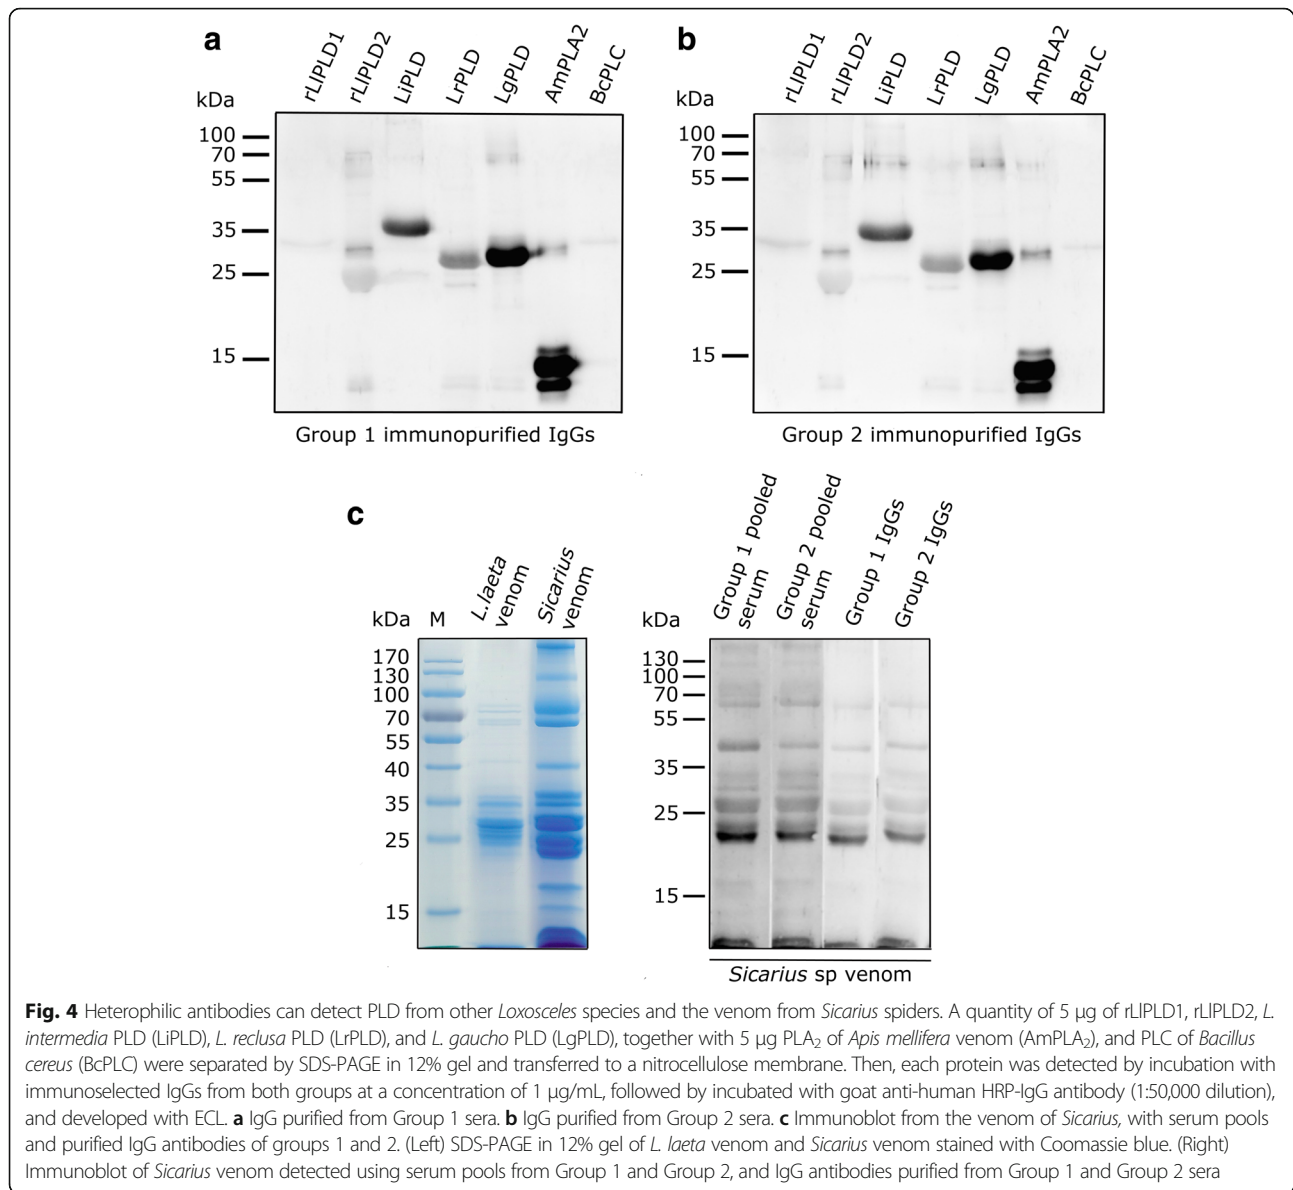 a
rLlPLD1
rLlPLD2
LiPLD
LrPLD
LgPLD
AmPLA2
BcPLC
kDa
100
70
55
35
25
15
Group 1 immunopurified IgGs
b
rLlPLD1
rLlPLD2
LiPLD
LrPLD
LgPLD
AmPLA2
BcPLC
kDa
100
70
55
35
25
15
Group 2 immunopurified IgGs
c
kDa
M
L.laeta
venom
Sicarius
venom
170
130
100
70
55
40
35
25
15
kDa
Group 1 pooled
serum
Group 2 pooled
serum
Group 1 IgGs
Group 2 IgGs
130
100
70
55
35
25
15
Sicarius sp venom
Fig. 4 Heterophilic antibodies can detect PLD from other Loxosceles species and the venom from Sicarius spiders. A quantity of 5 μg of rLlPLD1, rLlPLD2, L.
intermedia PLD (LiPLD), L. reclusa PLD (LrPLD), and L. gaucho PLD (LgPLD), together with 5 μg PLA₂ of Apis mellifera venom (AmPLA₂), and PLC of Bacillus
cereus (BcPLC) were separated by SDS-PAGE in 12% gel and transferred to a nitrocellulose membrane. Then, each protein was detected by incubation with
immunoselected IgGs from both groups at a concentration of 1 μg/mL, followed by incubated with goat anti-human HRP-IgG antibody (1:50,000 dilution),
and developed with ECL. a IgG purified from Group 1 sera. b IgG purified from Group 2 sera. c Immunoblot from the venom of Sicarius, with serum pools
and purified IgG antibodies of groups 1 and 2. (Left) SDS-PAGE in 12% gel of L. laeta venom and Sicarius venom stained with Coomassie blue. (Right)
Immunoblot of Sicarius venom detected using serum pools from Group 1 and Group 2, and IgG antibodies purified from Group 1 and Group 2 sera